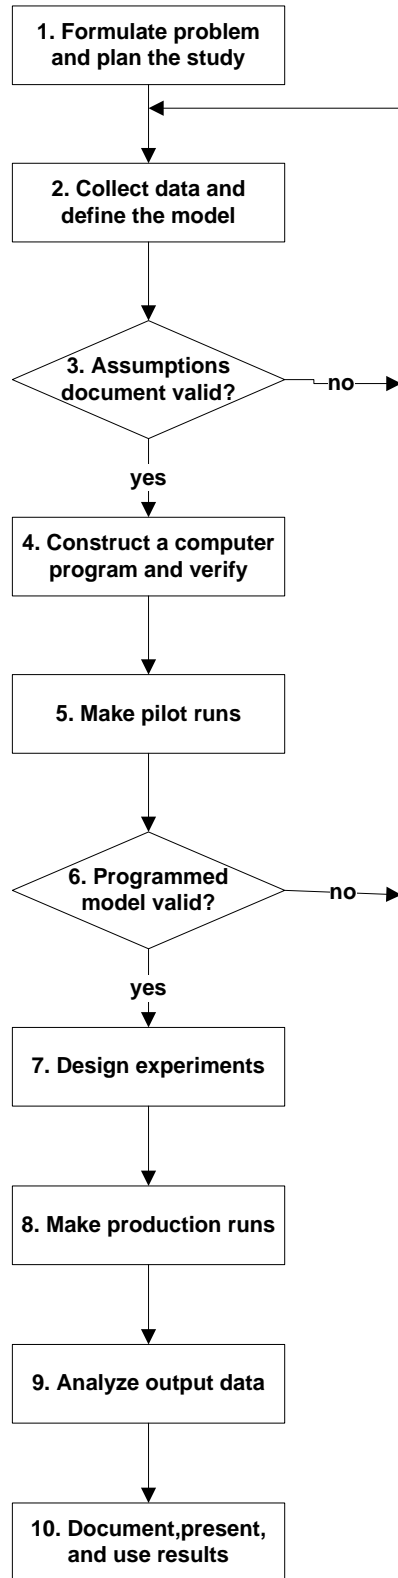 1. Formulate problem
and plan the study
2. Collect data and
define the model
3. Assumptions
document valid?
no
yes
4. Construct a computer
program and verify
5. Make pilot runs
6. Programmed
model valid?
no
yes
7. Design experiments
8. Make production runs
9. Analyze output data
10. Document,present,
and use results